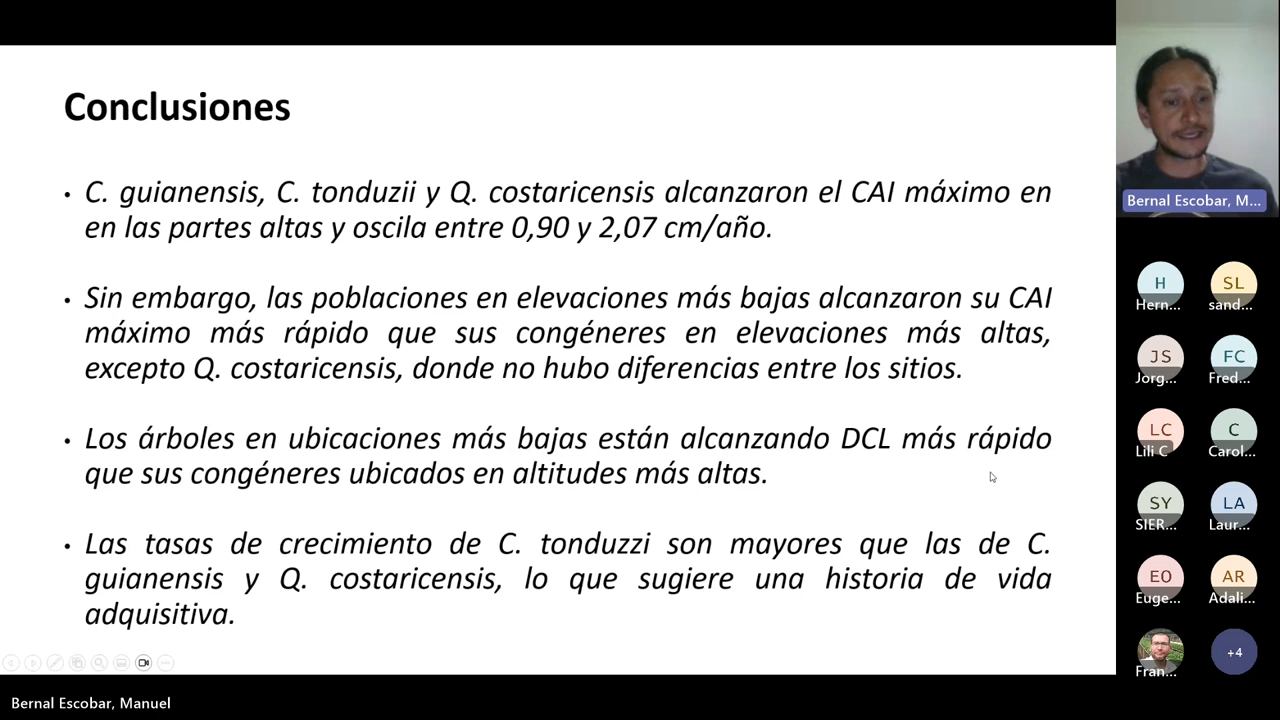 Conclusiones
• C. guianensis, C. tonduzii y Q. costaricensis alcanzaron el CAI máximo en
en las partes altas y oscila entre 0,90 y 2,07 cm/año.
• Sin embargo, las poblaciones en elevaciones más bajas alcanzaron su CAI
máximo más rápido que sus congéneres en elevaciones más altas,
excepto Q. costaricensis, donde no hubo diferencias entre los sitios.
• Los árboles en ubicaciones más bajas están alcanzando DCL más rápido
que sus congéneres ubicados en altitudes más altas.
• Las tasas de crecimiento de C. tonduzzi son mayores que las de C.
guianensis y Q. costaricensis, lo que sugiere una historia de vida
adquisitiva.
Bernal Escobar, Manuel
Bernal Escobar, M...
H
Hern...
SL
sand...
JS
Jorg...
FC
Fred...
LC
Lili C
C
Carol...
SY
SIER...
LA
Laur...
EO
Euge...
AR
Adali...
Fran...
+4